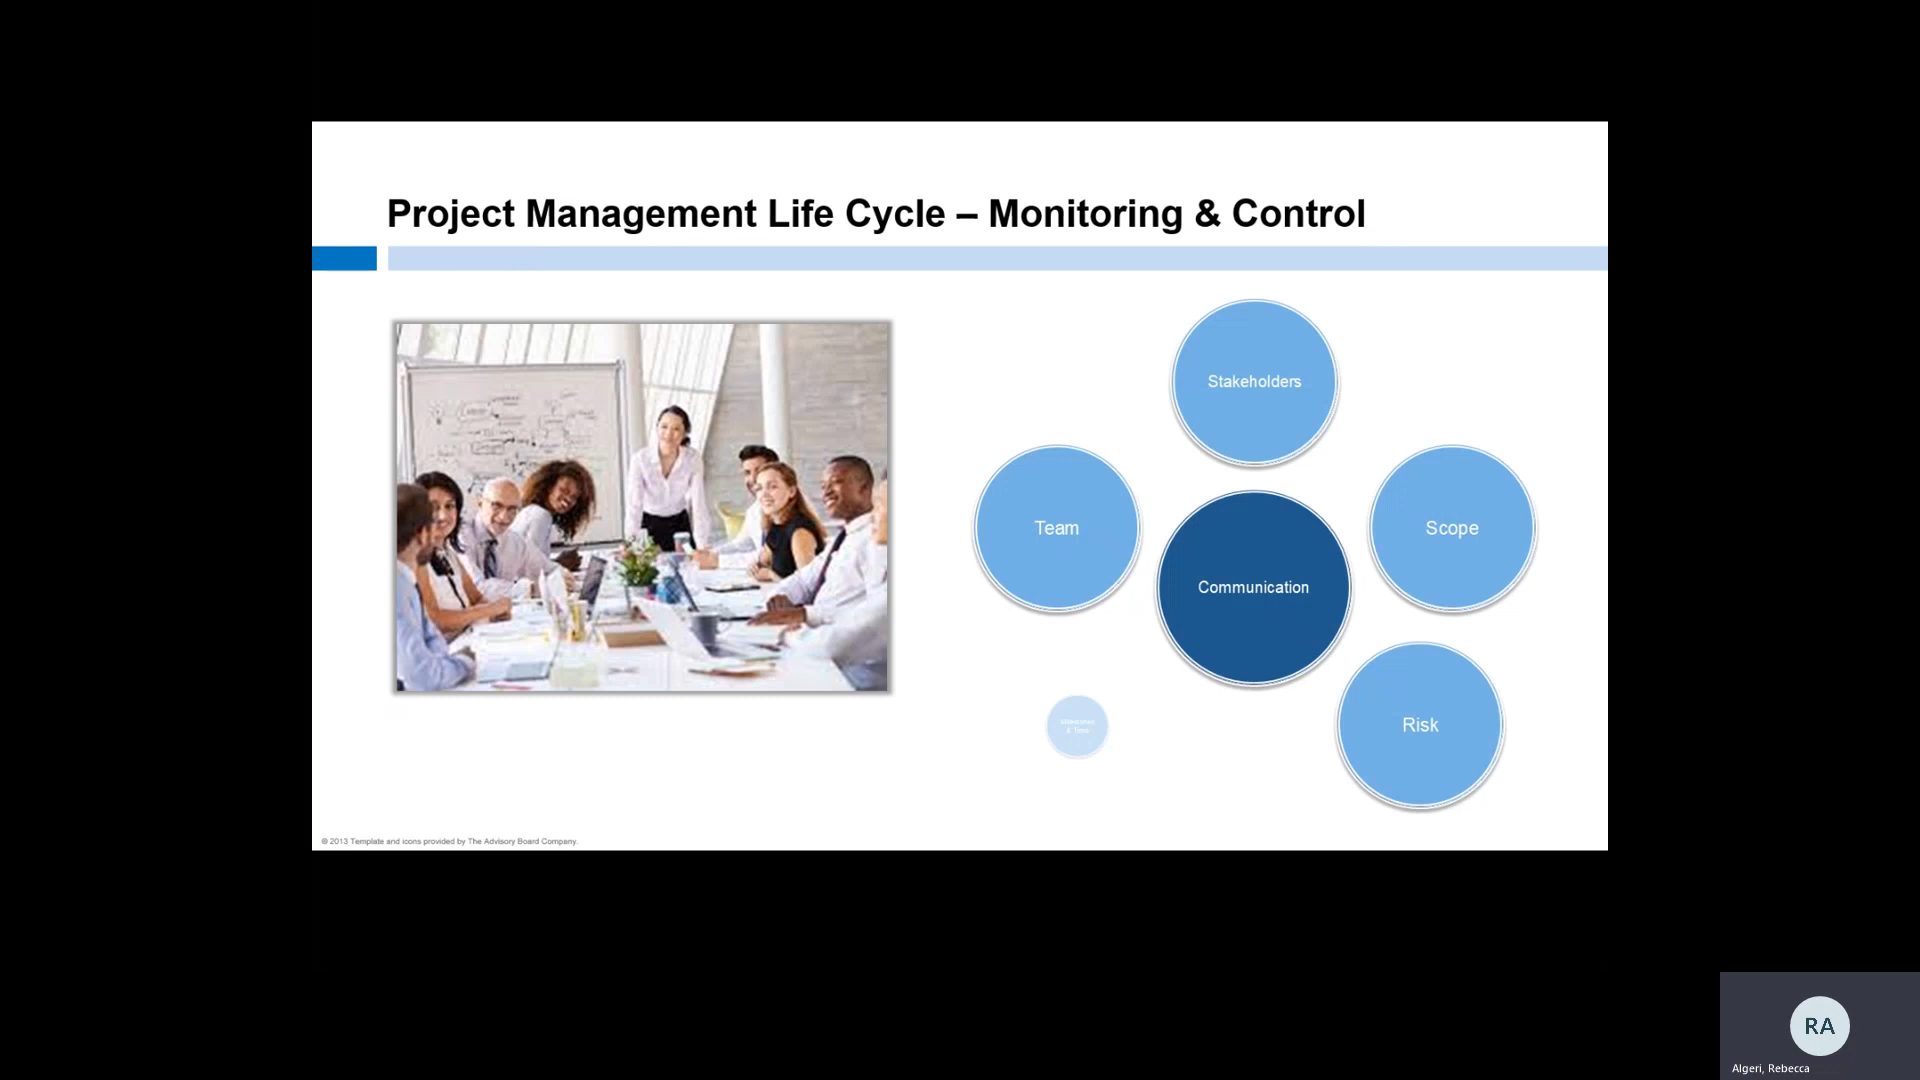 Project Management Life Cycle – Monitoring & Control
Stakeholders
Team
Scope
Communication
Risk
& Time
© 2013 Template and icons provided by The Advisory Board Company.
RA
Algeri, Rebecca